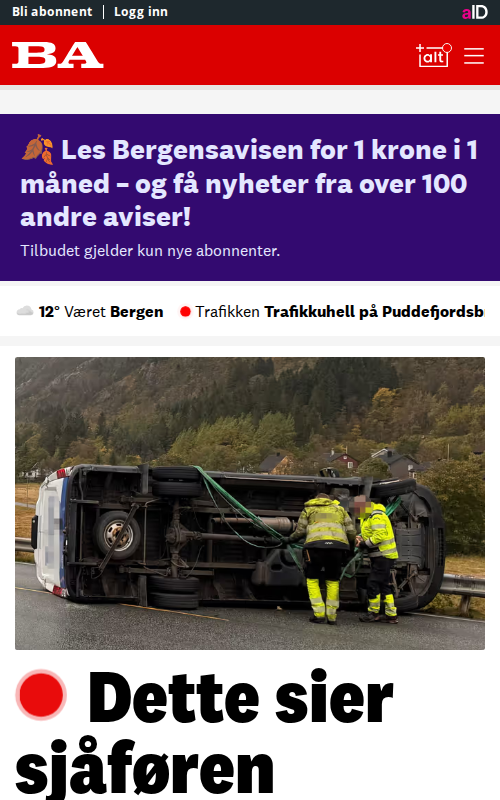 Bli abonnent
Logg inn
aID
BA
+alt
Les Bergensavisen for 1 krone i 1
måned – og få nyheter fra over 100
andre aviser!
Tilbudet gjelder kun nye abonnenter.
12° Været Bergen
Trafikken Trafikkuhell på Puddefjordsb
Dette sier
sjåføren